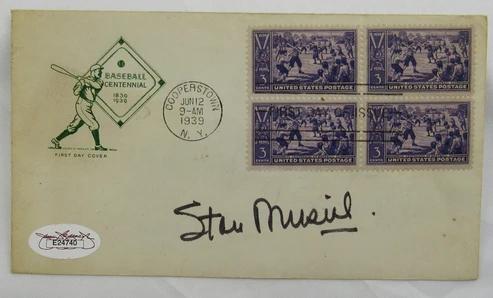 BASEBALL
CENTENNIAL
1839
1939
FIRST DAY COVER
COOPERSTOWN
JUN 12
9-AM
1939
N. Y.
3
CENTS
UNITED STATES POSTAGE
3
CENTS
UNITED STATES POSTAGE
3
CENTS
UNITED STATES POSTAGE
3
CENTS
UNITED STATES POSTAGE
Stan Musial.
E24740